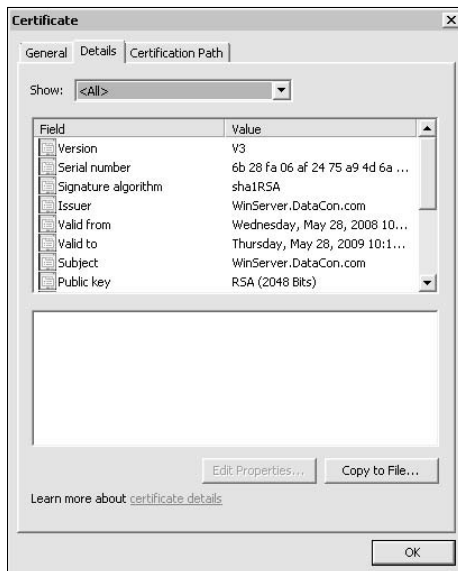 Certificate
General Details Certification Path
Show: <All>
Field Value
Version V3
Serial number 6b 28 fa 06 af 24 75 a9 4d 6a ...
Signature algorithm sha1RSA
Issuer WinServer.DataCon.com
Valid from Wednesday, May 28, 2008 10...
Valid to Thursday, May 28, 2009 10:1...
Subject WinServer.DataCon.com
Public key RSA (2048 Bits)
Edit Properties... Copy to File...
Learn more about certificate details
OK